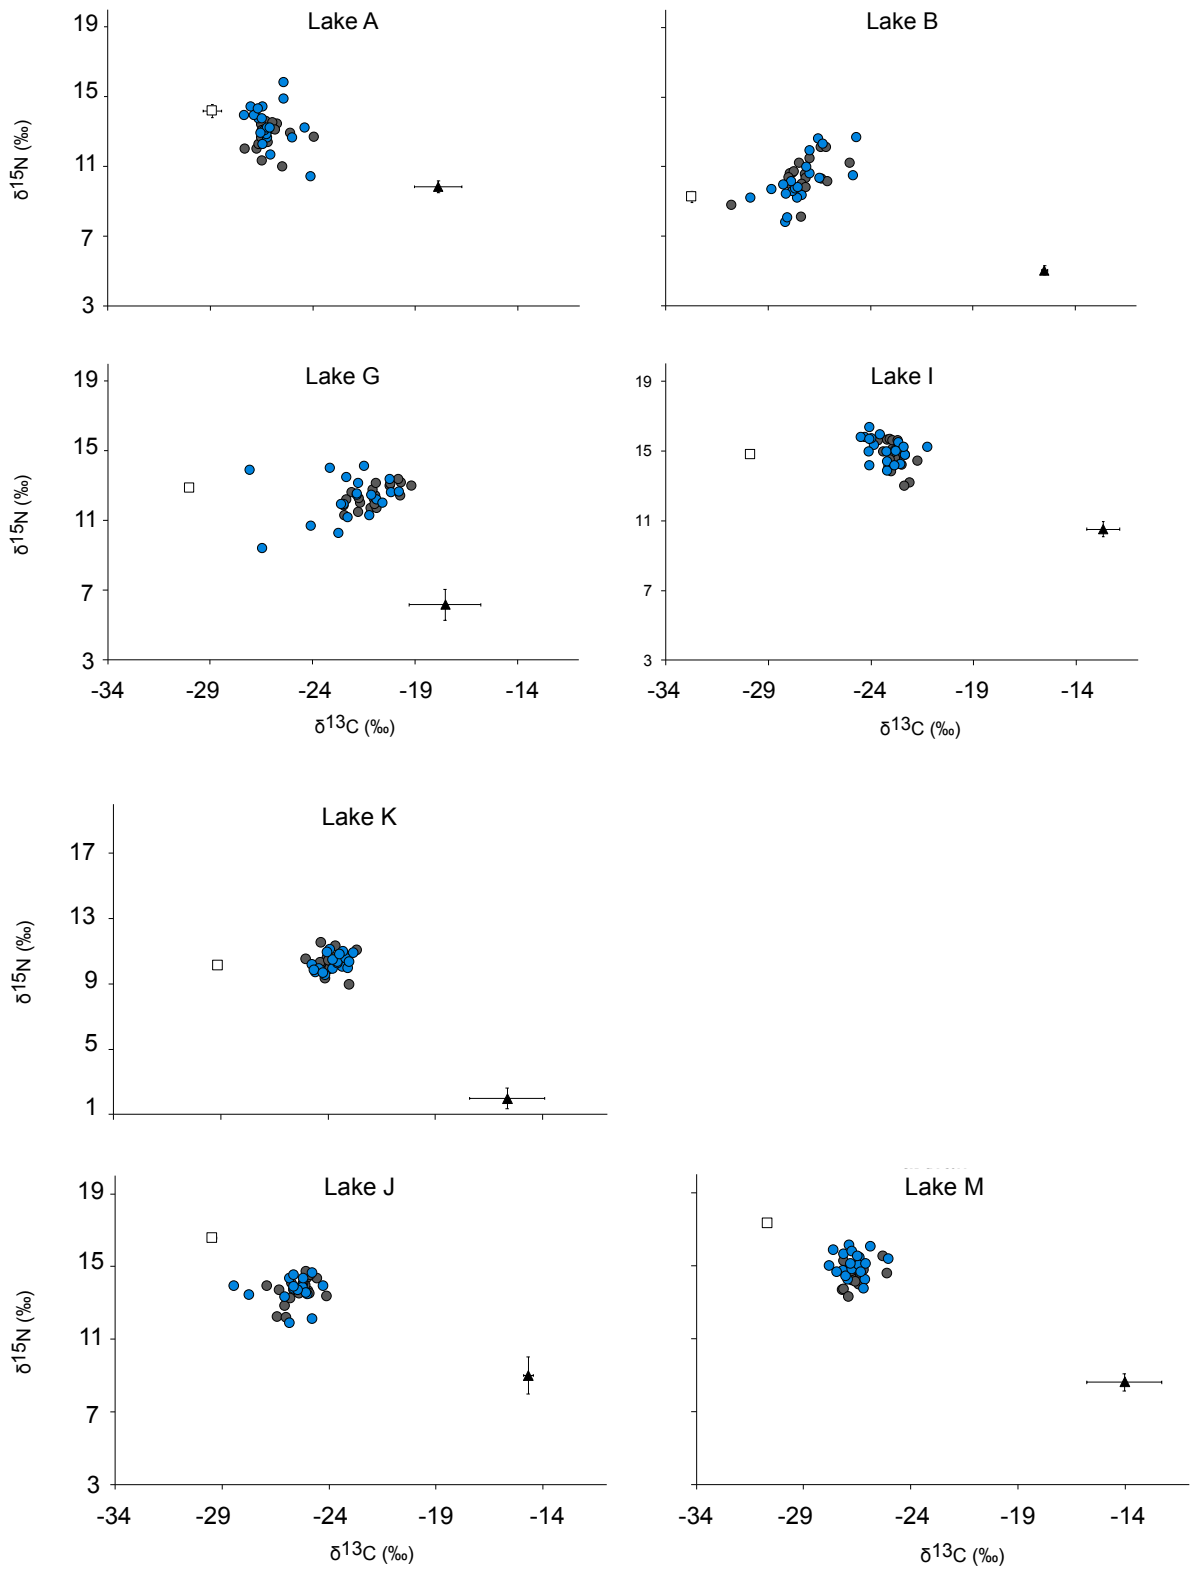 Lake A
Lake B
19
15
11
7
3
δ15N (‰)
Lake G
Lake I
19
15
11
7
3
δ15N (‰)
19
15
11
7
3
-34 -29 -24 -19 -14
-34 -29 -24 -19 -14
δ13C (‰)
δ13C (‰)
Lake K
17
13
9
5
1
δ15N (‰)
Lake J
Lake M
19
15
11
7
3
δ15N (‰)
-34 -29 -24 -19 -14
-34 -29 -24 -19 -14
δ13C (‰)
δ13C (‰)